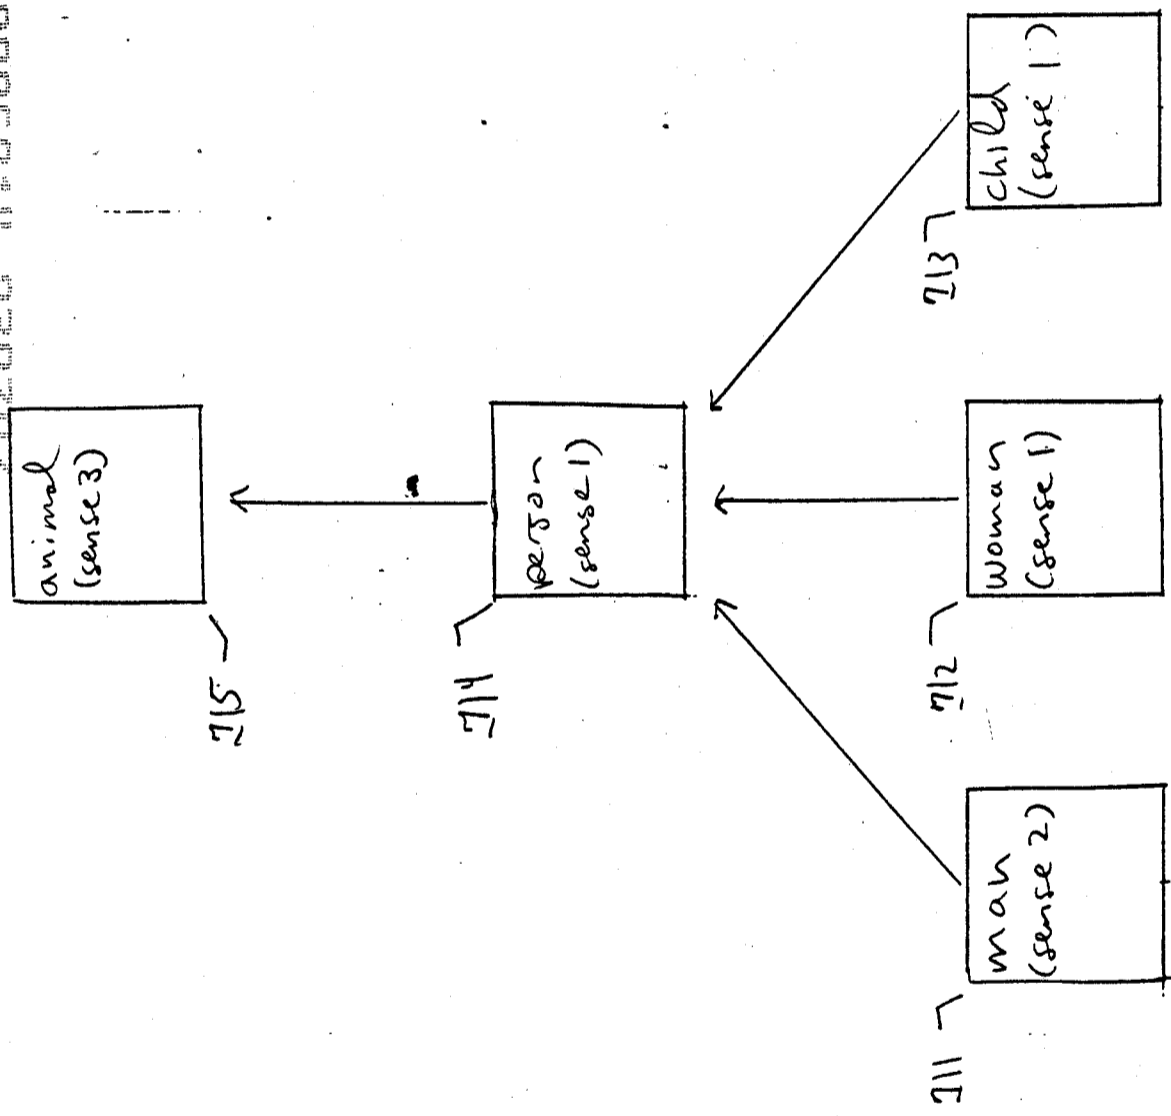 animal
(sense 3)
715
person
(sense 1)
714
man
(sense 2)
711
woman
(sense 1)
712
child
(sense 1)
713